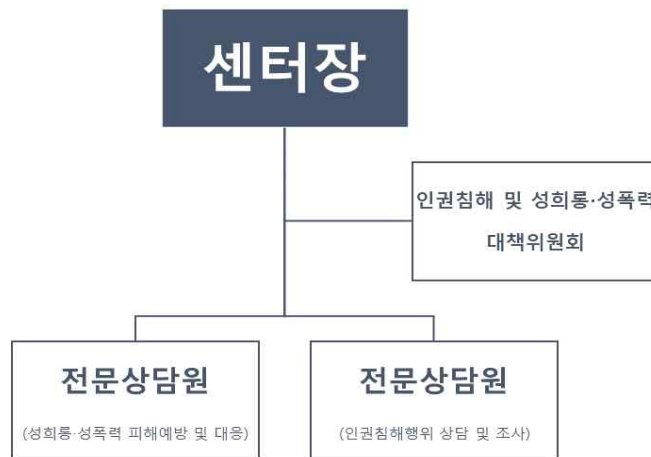 센터장
인권침해 및 성희롱·성폭력
대책위원회
전문상담원
(성희롱·성폭력 피해예방 및 대응)
전문상담원
(인권침해행위 상담 및 조사)